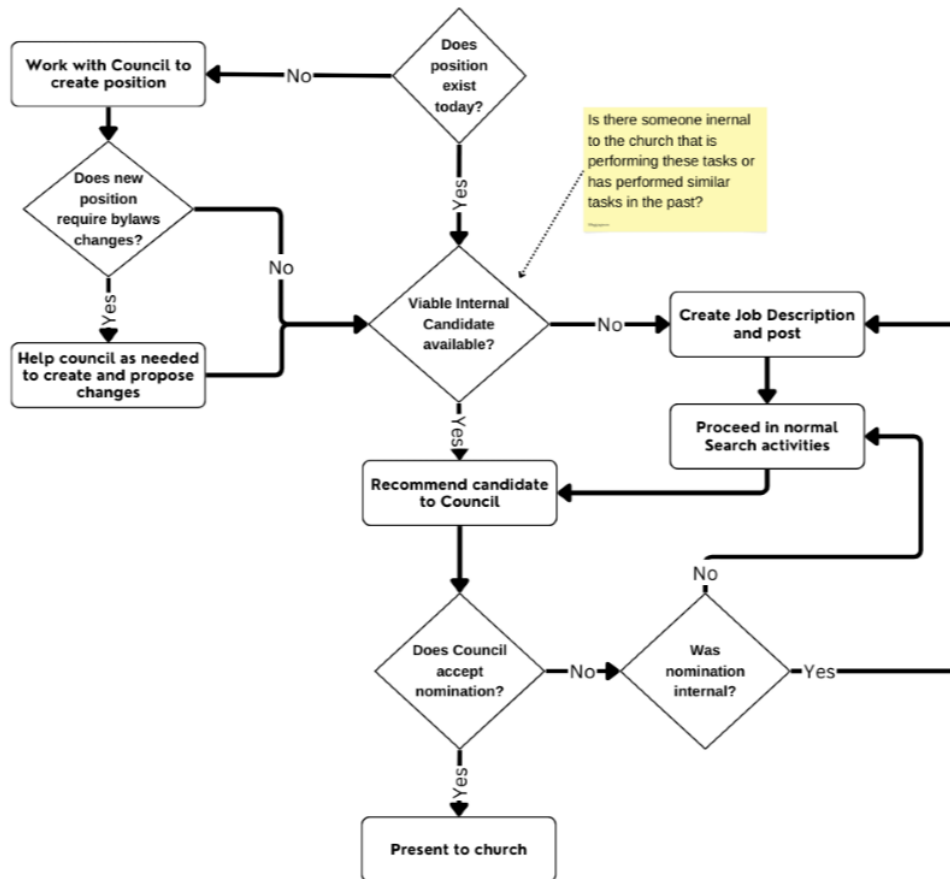 Does
position
exist
today?
No
Work with Council to
create position
Does new
position
require bylaws
changes?
No
Yes
Help council as needed
to create and propose
changes
Yes
Is there someone inernal
to the church that is
performing these tasks or
has performed similar
tasks in the past?
Viable Internal
Candidate
available?
No
Create Job Description
and post
Proceed in normal
Search activities
Yes
Recommend candidate
to Council
Does Council
accept
nomination?
No
Was
nomination
internal?
No
Yes
Yes
Present to church